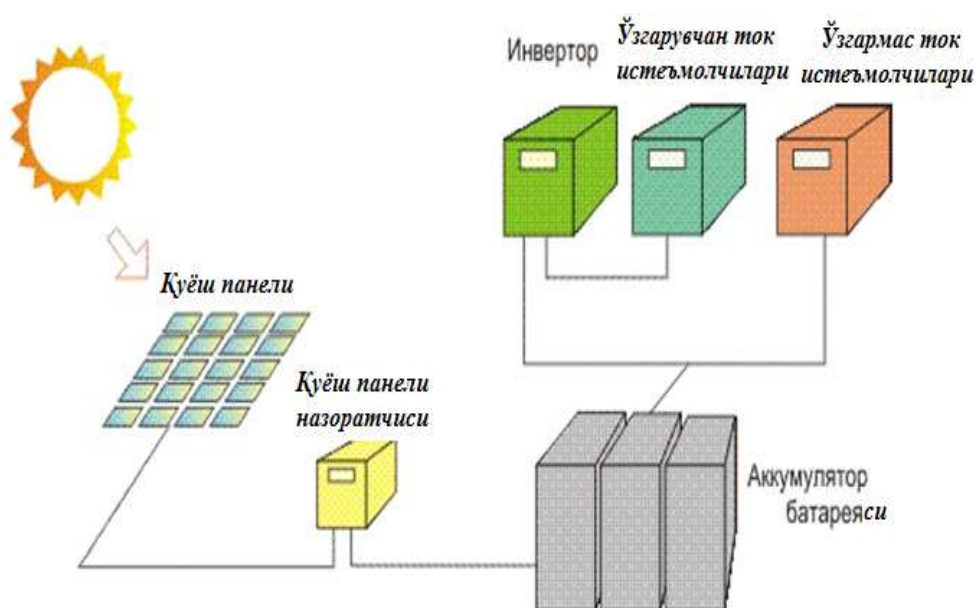 Инвертор
Ўзгарувчан ток
истеъмолчилари
Ўзгармас ток
истеъмолчилари
Қуёш панели
Қуёш панели
назоратчиси
Аккумулятор
батареяси